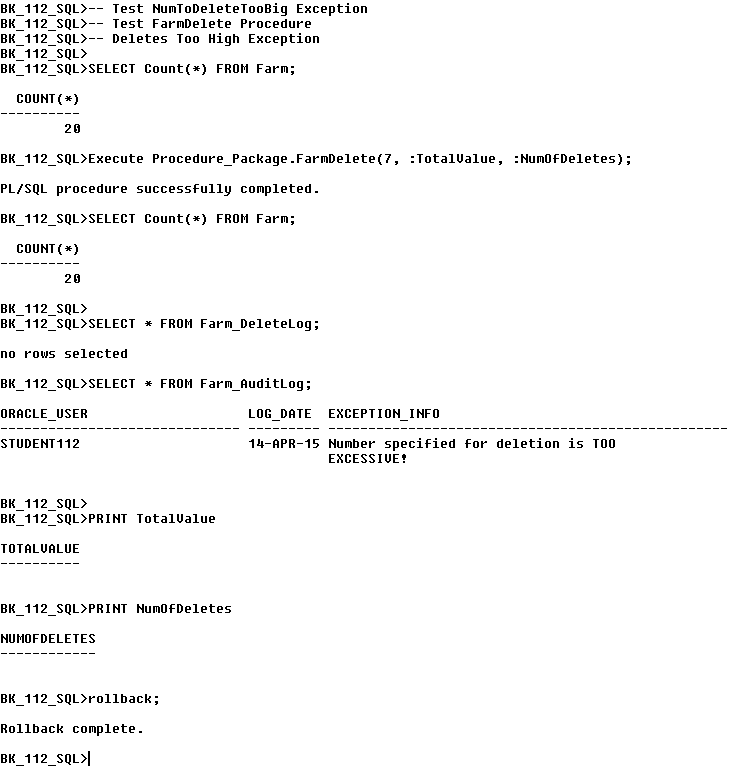 BK_112_SQL>-- Test NumToDeleteTooBig Exception
BK_112_SQL>-- Test FarmDelete Procedure
BK_112_SQL>-- Deletes Too High Exception
BK_112_SQL>
BK_112_SQL>SELECT Count(*) FROM Farm;
COUNT(*)
----------
20
BK_112_SQL>Execute Procedure_Package.FarmDelete(7, :TotalValue, :NumOfDeletes);
PL/SQL procedure successfully completed.
BK_112_SQL>SELECT Count(*) FROM Farm;
COUNT(*)
----------
20
BK_112_SQL>
BK_112_SQL>SELECT * FROM Farm_DeleteLog;
no rows selected
BK_112_SQL>SELECT * FROM Farm_AuditLog;
ORACLE_USER                    LOG_DATE  EXCEPTION_INFO
------------------------------ --------- --------------------------------------------------
STUDENT112                     14-APR-15 Number specified for deletion is TOO
EXCESSIVE!
BK_112_SQL>
BK_112_SQL>PRINT TotalValue
TOTALVALUE
----------
BK_112_SQL>PRINT NumOfDeletes
NUMOFDELETES
------------
BK_112_SQL>rollback;
Rollback complete.
BK_112_SQL>